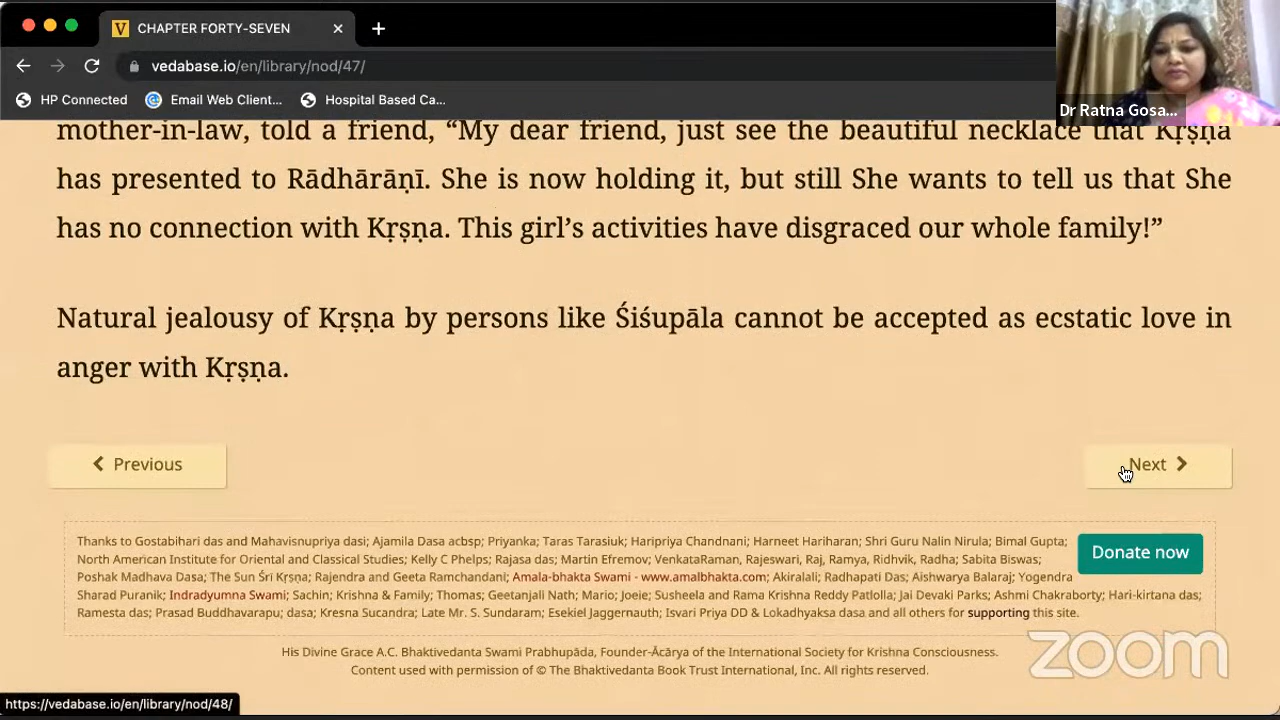 CHAPTER FORTY-SEVEN
vedabase.io/en/library/nod/47/
HP Connected
Email Web Client...
Hospital Based Ca...
Dr Ratna Gosa...
mother-in-law, told a friend, “My dear friend, just see the beautiful necklace that Kṛṣṇa
has presented to Rādhārāṇī. She is now holding it, but still She wants to tell us that She
has no connection with Kṛṣṇa. This girl’s activities have disgraced our whole family!”
Natural jealousy of Kṛṣṇa by persons like Śiśupāla cannot be accepted as ecstatic love in
anger with Kṛṣṇa.
Previous
Next
Thanks to Gostabihari das and Mahavisnupriya dasi; Ajamila Dasa acbsp; Priyanka; Taras Tarasiuk; Haripriya Chandnani; Harneet Hariharan; Shri Guru Nalin Nirula; Bimal Gupta;
North American Institute for Oriental and Classical Studies; Kelly C Phelps; Rajasa das; Martin Efremov; VenkataRaman, Rajeswari, Raj, Ramya, Ridhvik, Radha; Sabita Biswas;
Poshak Madhava Dasa; The Sun Śrī Kṛṣṇa; Rajendra and Geeta Ramchandani; Amala-bhakta Swami - www.amalbhakta.com; Akiralali; Radhapati Das; Aishwarya Balaraj; Yogendra
Sharad Puranik; Indradyumna Swami; Sachin; Krishna & Family; Thomas; Geetanjali Nath; Mario; Joeie; Susheela and Rama Krishna Reddy Patlolla; Jai Devaki Parks; Ashmi Chakraborty; Hari-kirtana das;
Ramesta das; Prasad Buddhavarapu; dasa; Kresna Sucandra; Late Mr. S. Sundaram; Esekiel Jaggernauth; Isvari Priya DD & Lokadhyaksa dasa and all others for supporting this site.
Donate now
His Divine Grace A.C. Bhaktivedanta Swami Prabhupāda, Founder-Ācārya of the International Society for Krishna Consciousness.
Content used with permission of © The Bhaktivedanta Book Trust International, Inc. All rights reserved.
zoom
https://vedabase.io/en/library/nod/48/